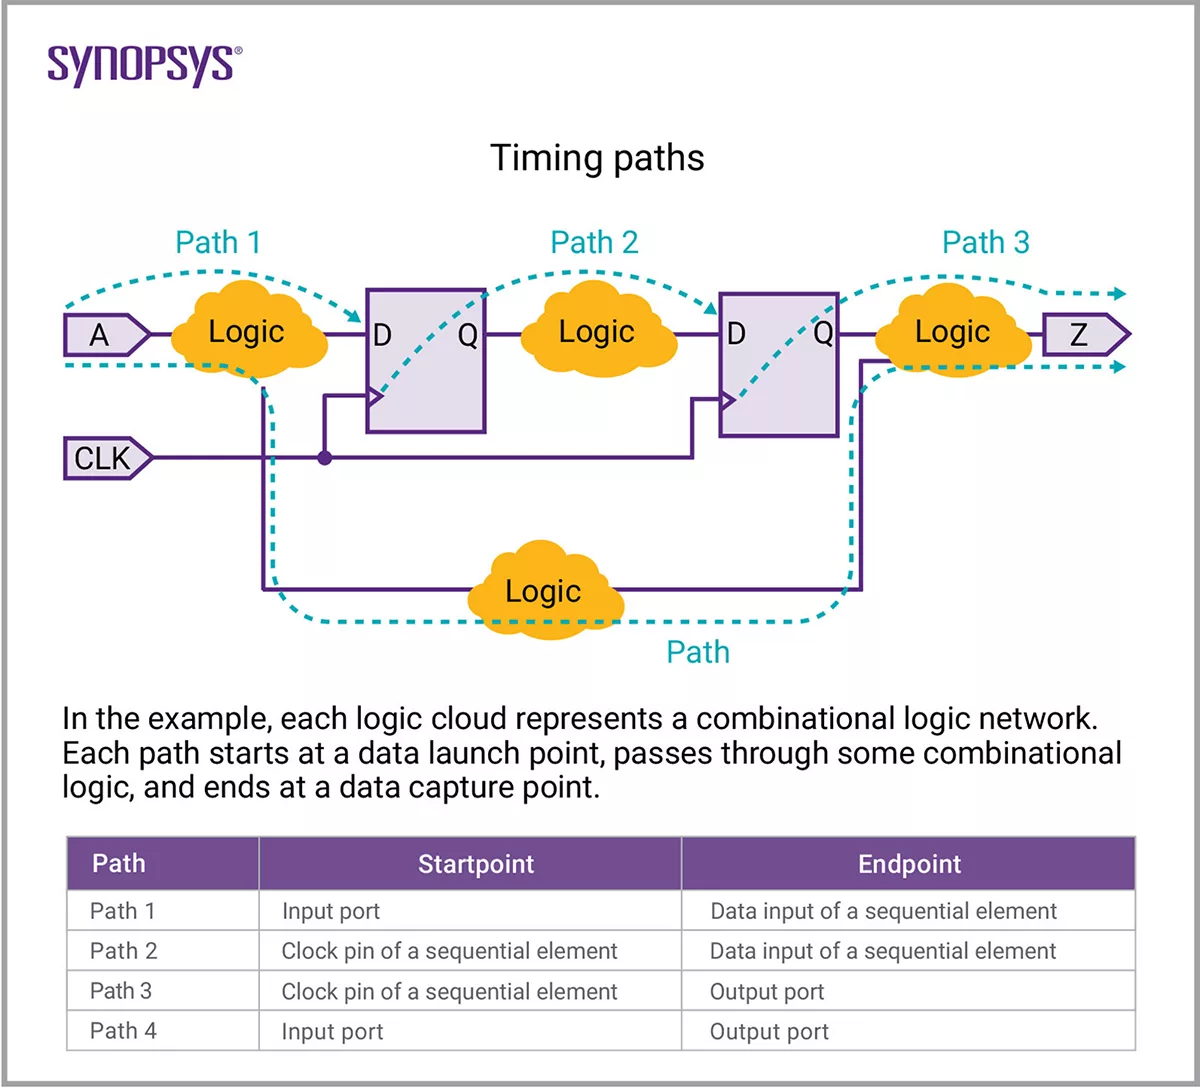 SYNOPSYS®
Timing paths
Path 1 Path 2 Path 3
A Logic D Q Logic D Q Logic Z
CLK
Logic
Path
In the example, each logic cloud represents a combinational logic network.
Each path starts at a data launch point, passes through some combinational
logic, and ends at a data capture point.
Path Startpoint Endpoint
Path 1 Input port Data input of a sequential element
Path 2 Clock pin of a sequential element Data input of a sequential element
Path 3 Clock pin of a sequential element Output port
Path 4 Input port Output port